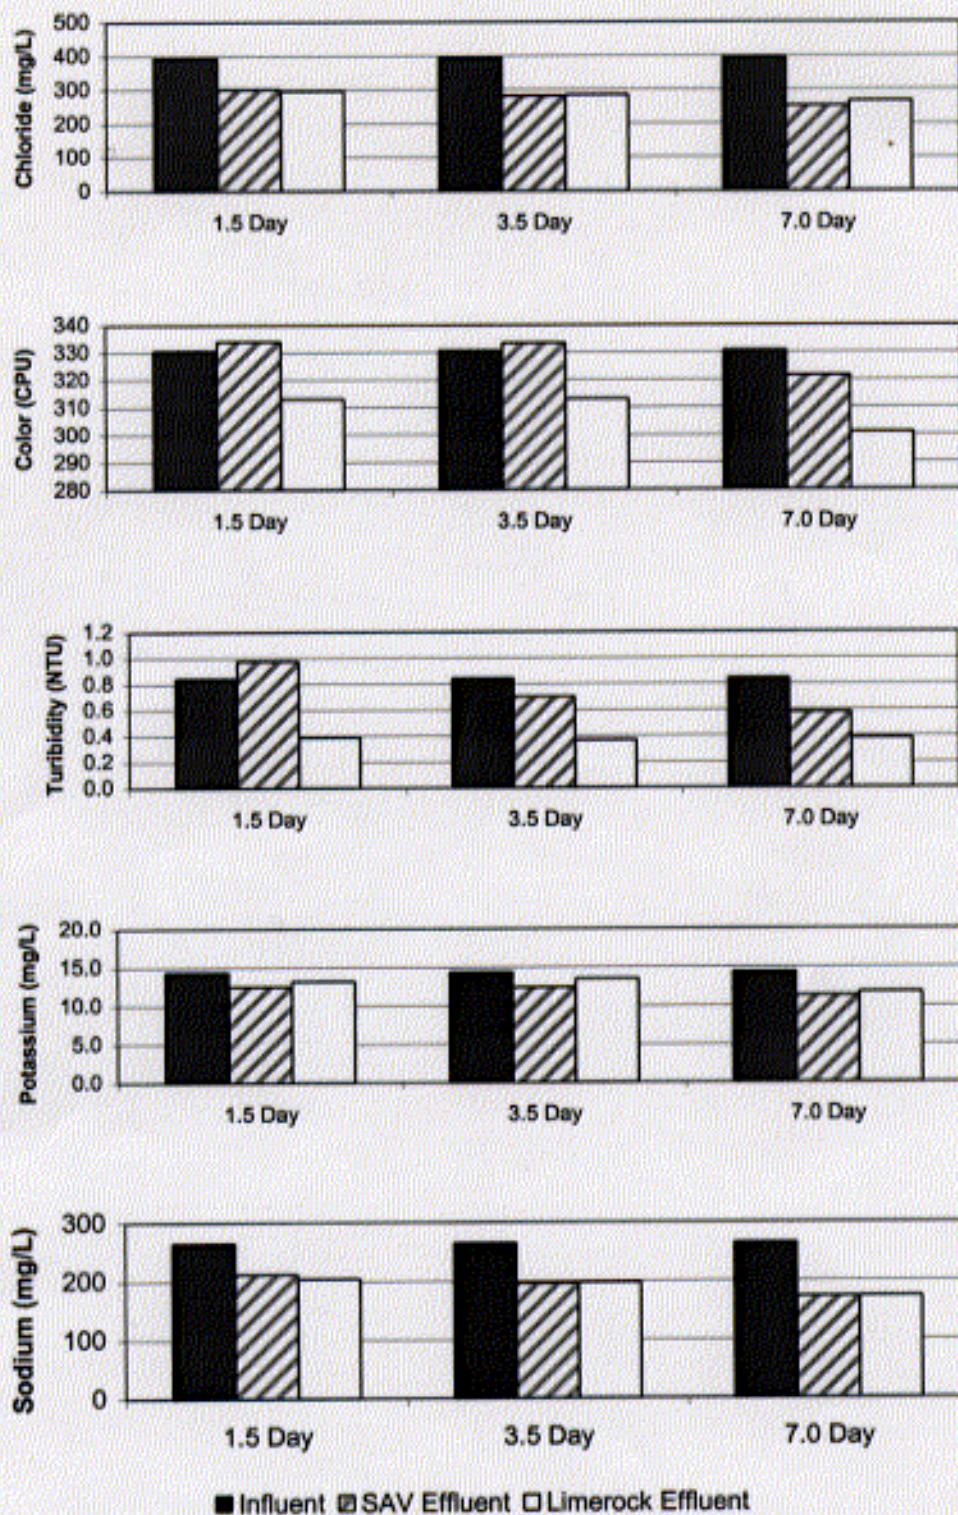 Chloride (mg/L)
500
400
300
200
100
0
1.5 Day 3.5 Day 7.0 Day
Color (CPU)
340
330
320
310
300
290
280
1.5 Day 3.5 Day 7.0 Day
Turibidity (NTU)
1.2
1.0
0.8
0.6
0.4
0.2
0.0
1.5 Day 3.5 Day 7.0 Day
Potassium (mg/L)
20.0
15.0
10.0
5.0
0.0
1.5 Day 3.5 Day 7.0 Day
Sodium (mg/L)
300
200
100
0
1.5 Day 3.5 Day 7.0 Day
Influent SAV Effluent Limerock Effluent